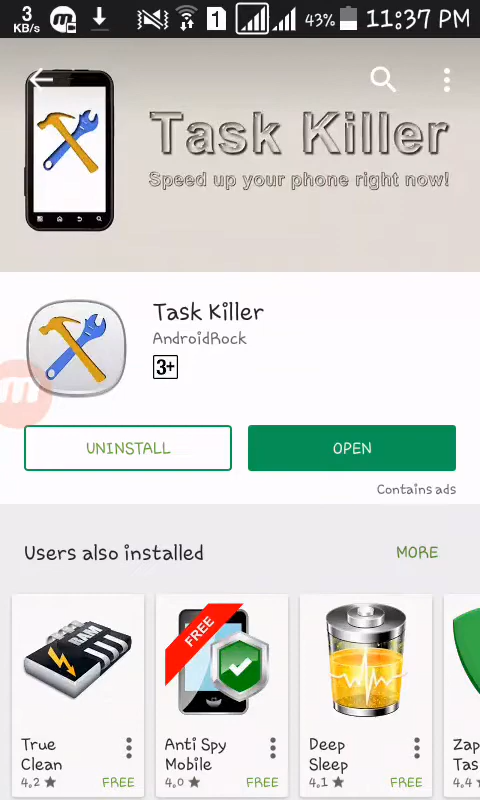 3
KB/s
1
43%
11:37 PM
Task Killer
Speed up your phone right now!
Task Killer
AndroidRock
3+
m
UNINSTALL
OPEN
Contains ads
Users also installed
MORE
RAM
FREE
True Clean
4.2 ★
FREE
Anti Spy Mobile
4.0 ★
FREE
Deep Sleep
4.1 ★
FREE
Zap
Tas
4.4